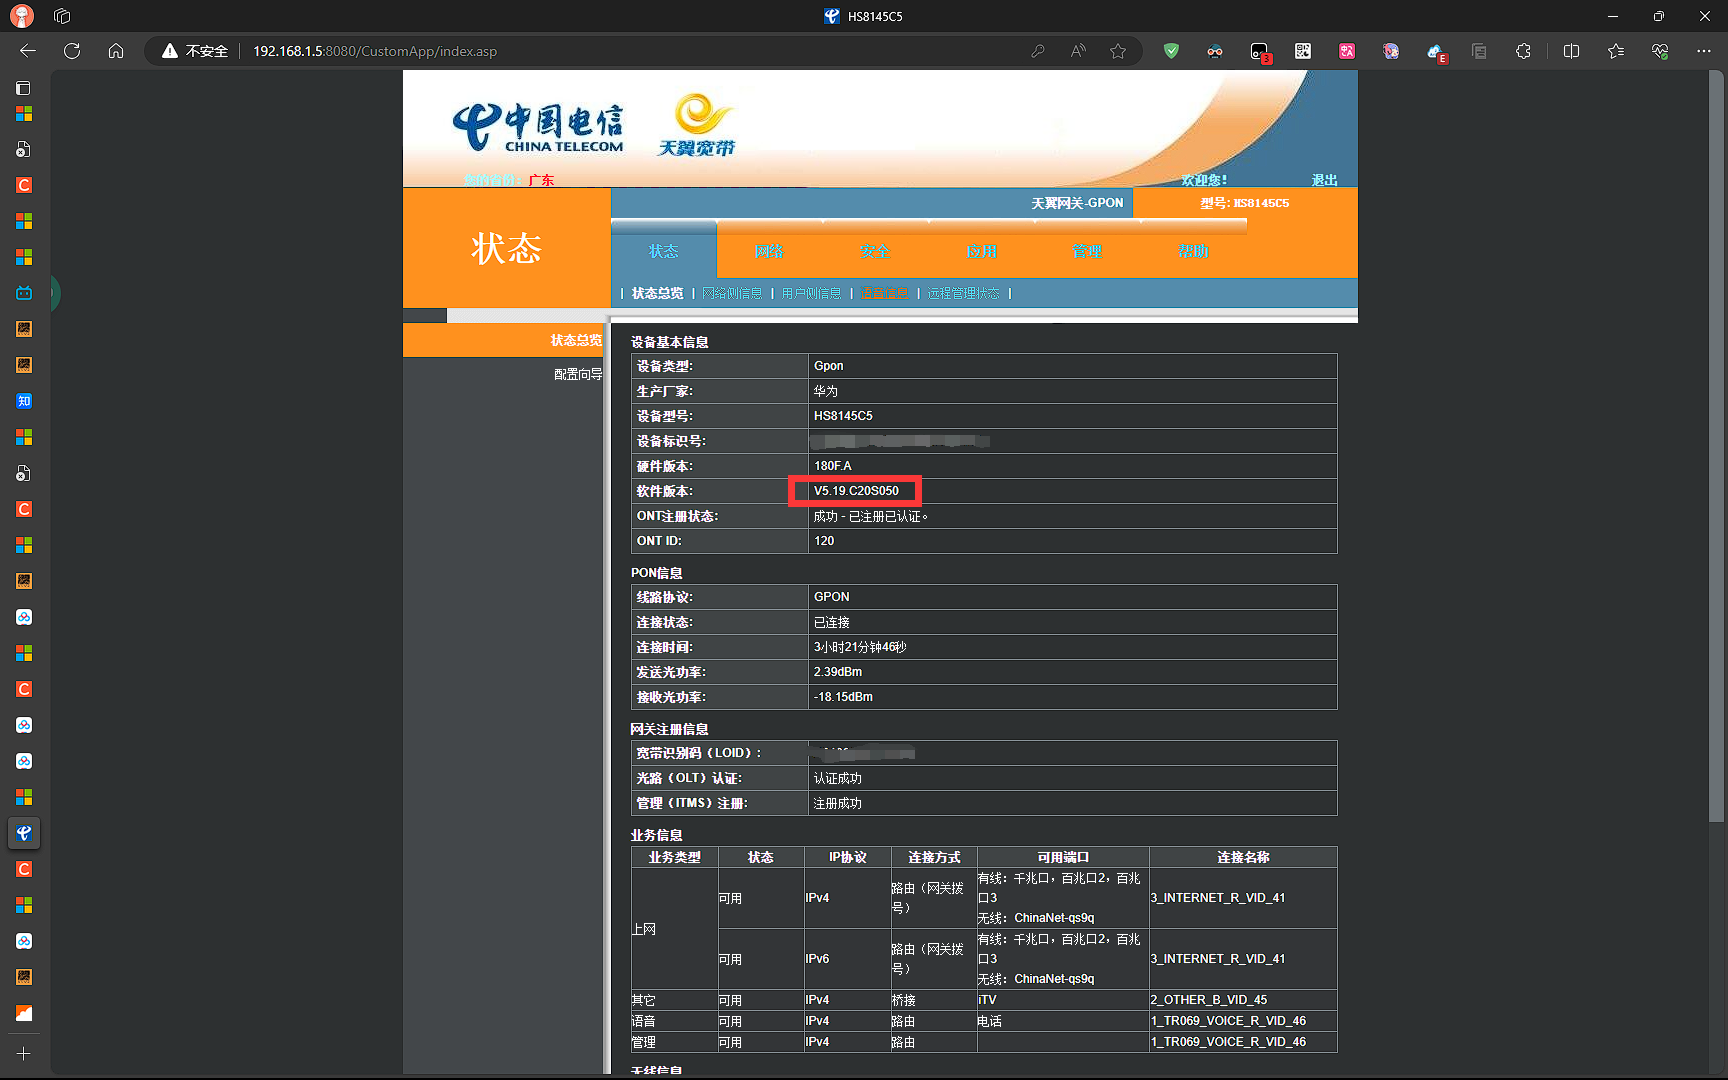 HS8145C5
不安全
192.168.1.5:8080/CustomApp/index.asp
3
E
中国电信
CHINA TELECOM
天翼宽带
广东
欢迎您！
退出
天翼网关-GPON
型号: HS8145C5
状态
状态
网络
安全
应用
管理
帮助
| 状态总览 | 网络侧信息 | 用户侧信息 | | 远程管理状态 |
状态总览
配置向导
设备基本信息
设备类型: Gpon
生产厂家: 华为
设备型号: HS8145C5
设备标识号:
硬件版本: 180F.A
软件版本: V5.19.C20S050
ONT注册状态: 成功 - 已注册已认证。
ONT ID: 120
PON信息
线路协议: GPON
连接状态: 已连接
连接时间: 3小时21分钟46秒
发送光功率: 2.39dBm
接收光功率: -18.15dBm
网关注册信息
宽带识别码（LOID）:
光路（OLT）认证: 认证成功
管理（ITMS）注册: 注册成功
业务信息
业务类型 状态 IP协议 连接方式 可用端口 连接名称
上网 可用 IPv4 路由（网关拨号） 有线：千兆口，百兆口2，百兆口3 无线：ChinaNet-qs9q 3_INTERNET_R_VID_41
可用 IPv6 路由（网关拨号） 有线：千兆口，百兆口2，百兆口3 无线：ChinaNet-qs9q 3_INTERNET_R_VID_41
其它 可用 IPv4 桥接 iTV 2_OTHER_B_VID_45
语音 可用 IPv4 路由 电话 1_TR069_VOICE_R_VID_46
管理 可用 IPv4 路由 1_TR069_VOICE_R_VID_46
无线信息